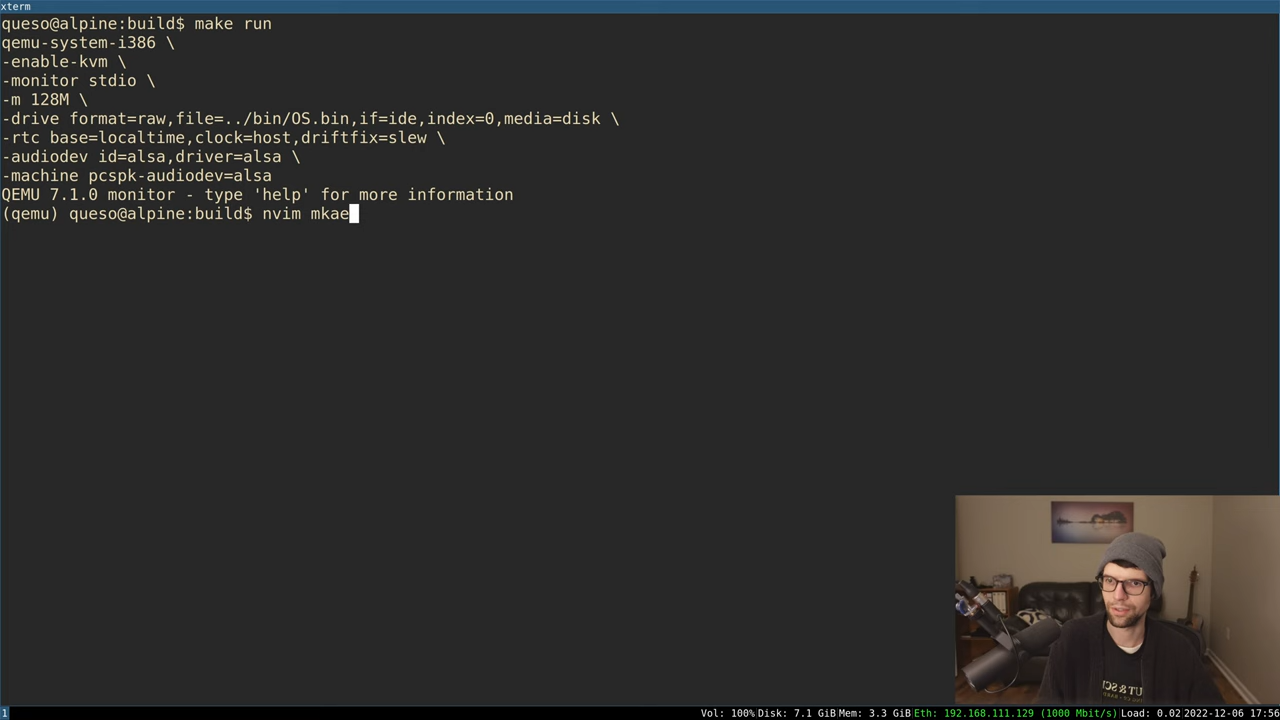 xterm
queso@alpine:build$ make run
qemu-system-i386 \
-enable-kvm \
-monitor stdio \
-m 128M \
-drive format=raw,file=../bin/OS.bin,if=ide,index=0,media=disk \
-rtc base=localtime,clock=host,driftfix=slew \
-audiodev id=alsa,driver=alsa \
-machine pcspk-audiodev=alsa
QEMU 7.1.0 monitor - type 'help' for more information
(qemu) queso@alpine:build$ nvim mkae
1 Vol: 100% Disk: 7.1 GiB Mem: 3.3 GiB Eth: 192.168.111.129 (1000 Mbit/s) Load: 0.02 2022-12-06 17:56